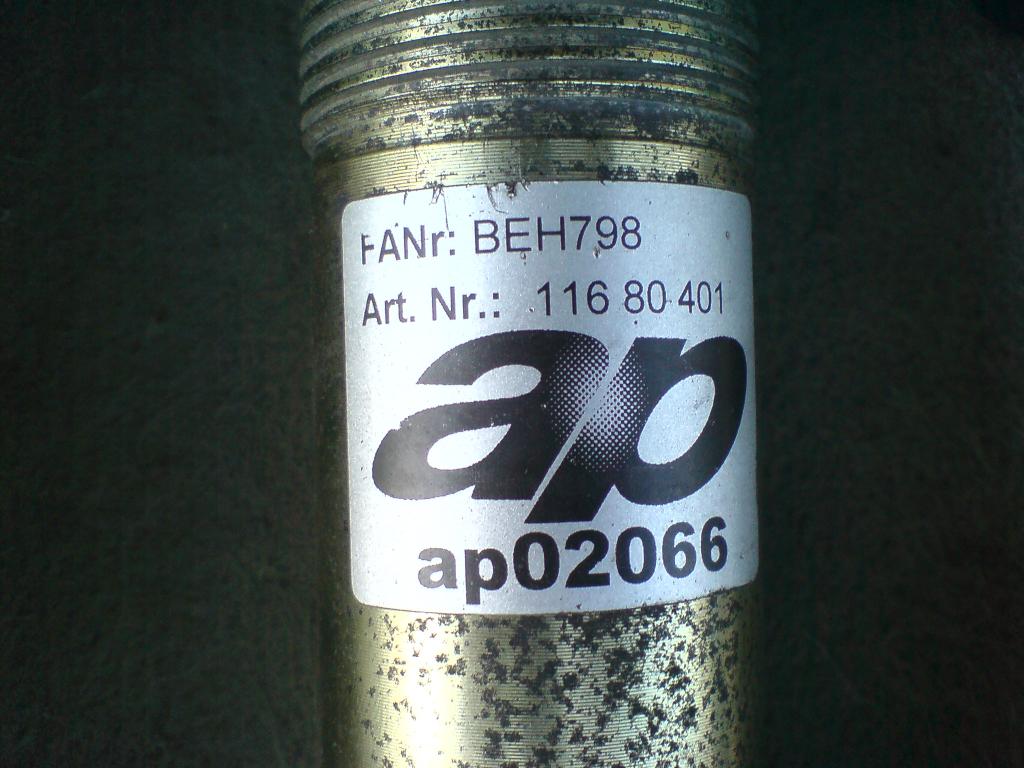 FANr: BEH798
Art. Nr.: 116 80 401
ap
ap02066